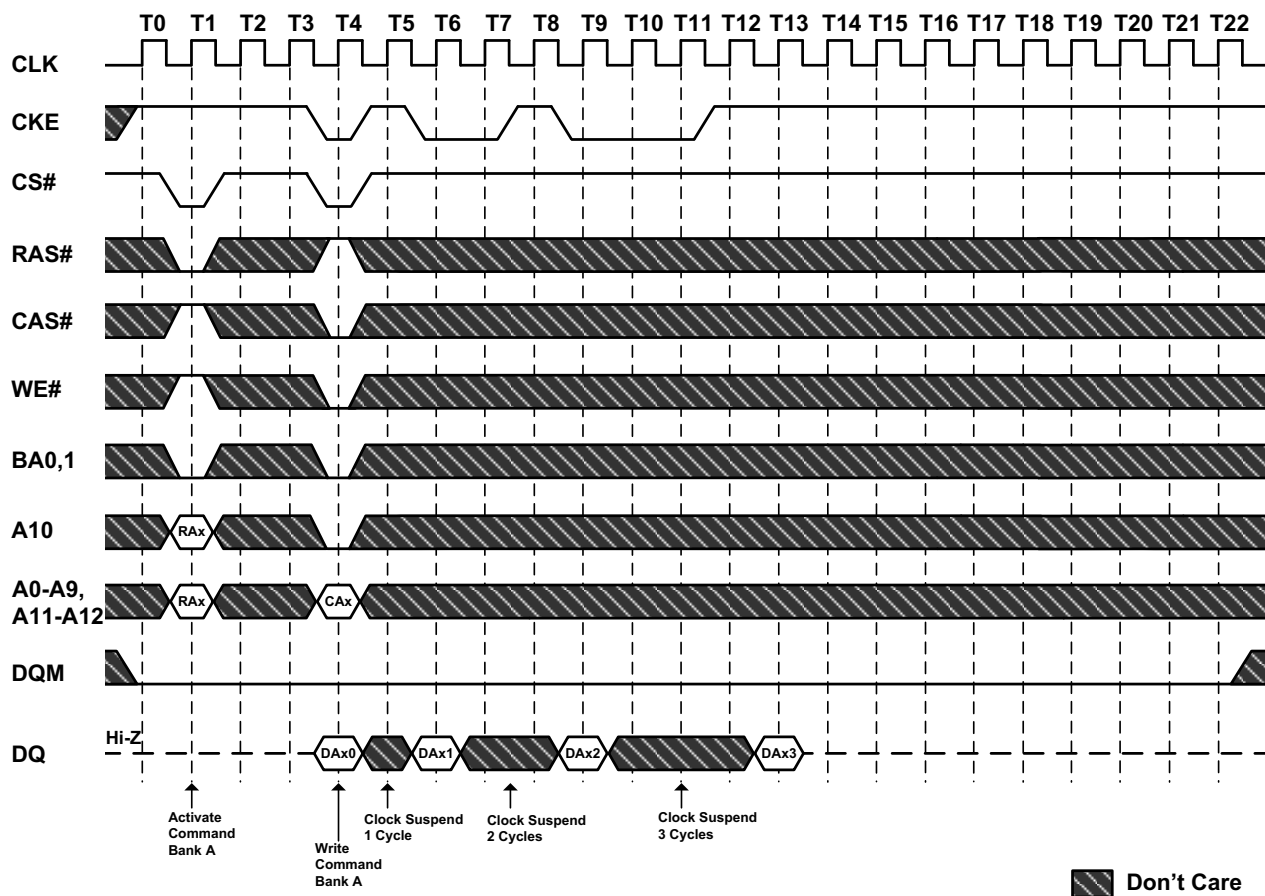 T0 T1 T2 T3 T4 T5 T6 T7 T8 T9 T10 T11 T12 T13 T14 T15 T16 T17 T18 T19 T20 T21 T22
CLK
CKE
CS#
RAS#
CAS#
WE#
BA0,1
A10 RAx
A0-A9,
A11-A12 RAx CAx
DQM
Hi-Z
DQ DAx0 DAx1 DAx2 DAx3
Activate
Command
Bank A
Write
Command
Bank A
Clock Suspend
1 Cycle
Clock Suspend
2 Cycles
Clock Suspend
3 Cycles
Don't Care